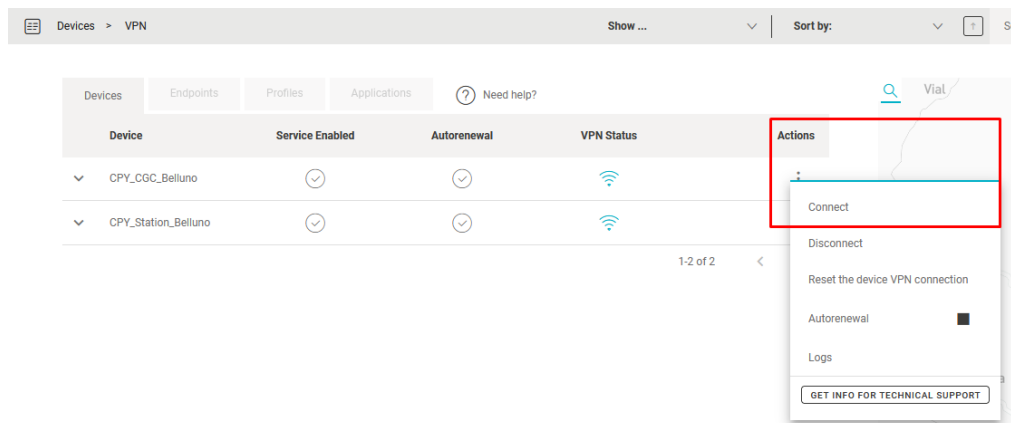 Devices > VPN Show ... Sort by: S
Devices Endpoints Profiles Applications ? Need help? Vial
Device Service Enabled Autorenewal VPN Status Actions
CPY_CGC_Belluno
CPY_Station_Belluno
1-2 of 2 <
Connect
Disconnect
Reset the device VPN connection
Autorenewal
Logs
GET INFO FOR TECHNICAL SUPPORT